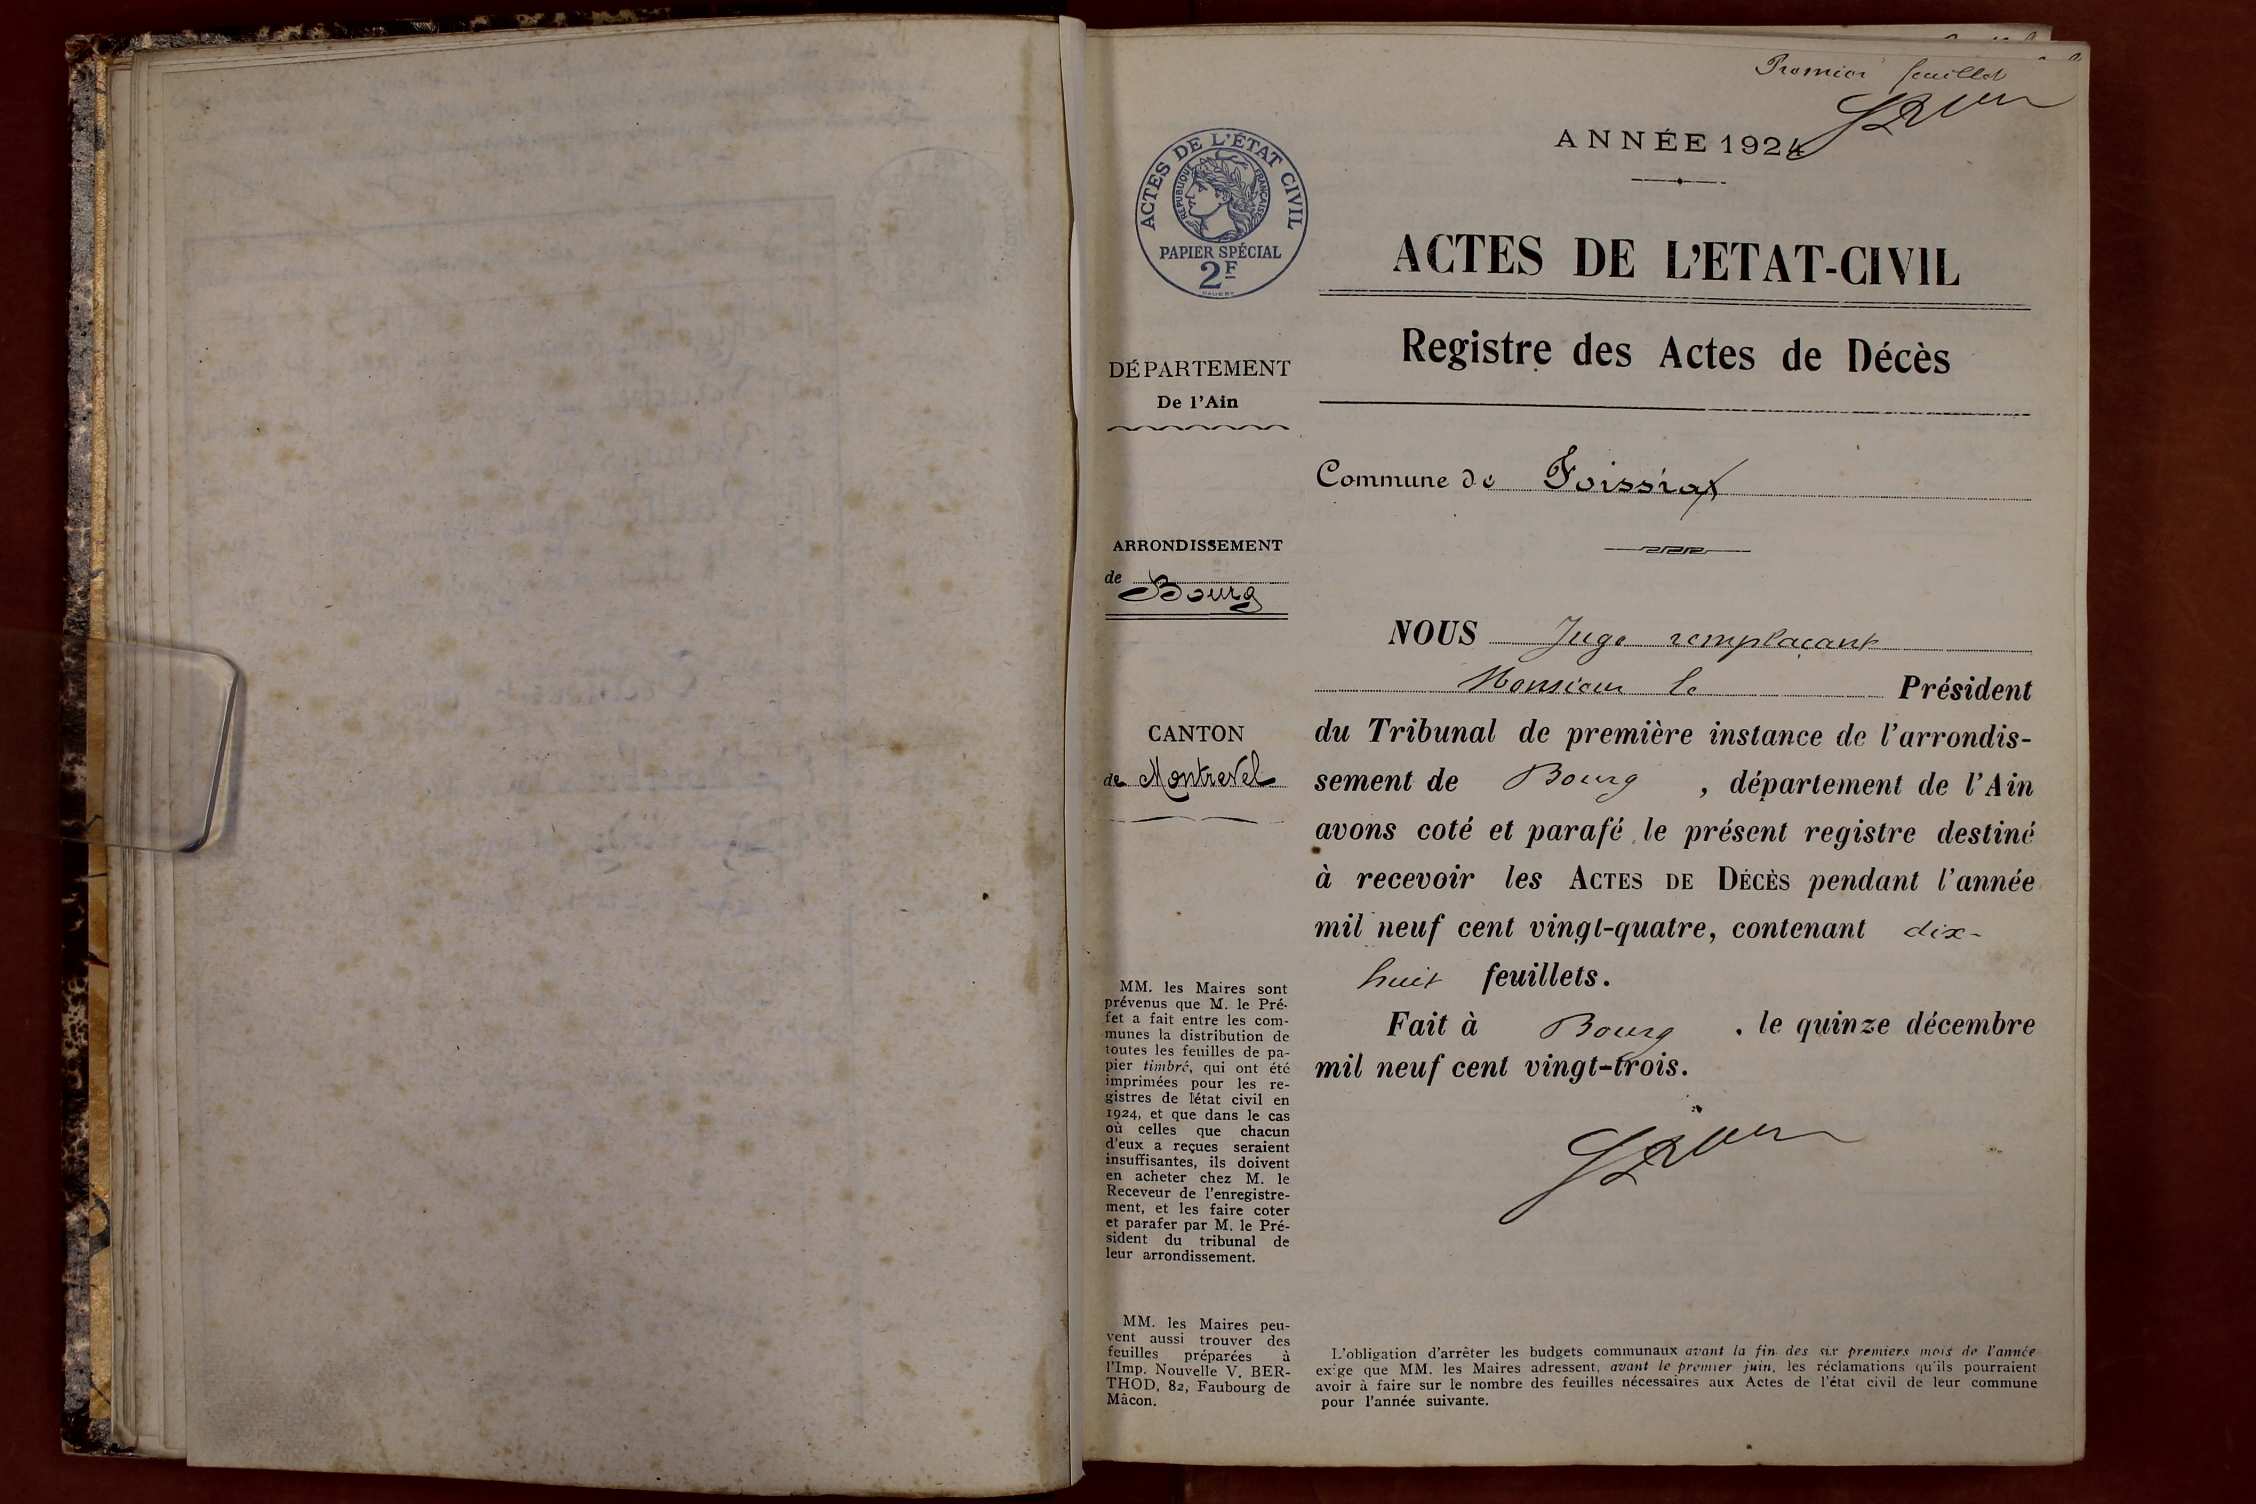 Premier feuillet
ANNÉE 1924
ACTES DE L'ÉTAT CIVIL
RÉPUBLIQUE FRANÇAISE
PAPIER SPÉCIAL
2F
ACTES DE L'ETAT-CIVIL
Registre des Actes de Décès
DÉPARTEMENT
De l'Ain
Commune de Foissiat
ARRONDISSEMENT
de Bourg
CANTON
de Montrevel
NOUS Juge remplaçant
Monsieur le Président
du Tribunal de première instance de l'arrondis-
sement de Bourg, département de l'Ain
avons coté et parafé le présent registre destiné
à recevoir les ACTES DE DÉCÈS pendant l'année
mil neuf cent vingt-quatre, contenant dix-
huit feuillets.
Fait à Bourg, le quinze décembre
mil neuf cent vingt-trois.
MM. les Maires sont
prévenus que M. le Pré-
fet a fait entre les com-
munes la distribution de
toutes les feuilles de pa-
pier timbré, qui ont été
imprimées pour les re-
gistres de l'état civil en
1924, et que dans le cas
où celles que chacun
d'eux a reçues seraient
insuffisantes, ils doivent
en acheter chez M. le
Receveur de l'enregistre-
ment, et les faire coter
et parafer par M. le Pré-
sident du tribunal de
leur arrondissement.
MM. les Maires peu-
vent aussi trouver des
feuilles préparées à
l'Imp. Nouvelle V. BER-
THOD, 82, Faubourg de
Mâcon.
L'obligation d'arrêter les budgets communaux avant la fin des six premiers mois de l'année
exige que MM. les Maires adressent, avant le premier juin, les réclamations qu'ils pourraient
avoir à faire sur le nombre des feuilles nécessaires aux Actes de l'état civil de leur commune
pour l'année suivante.